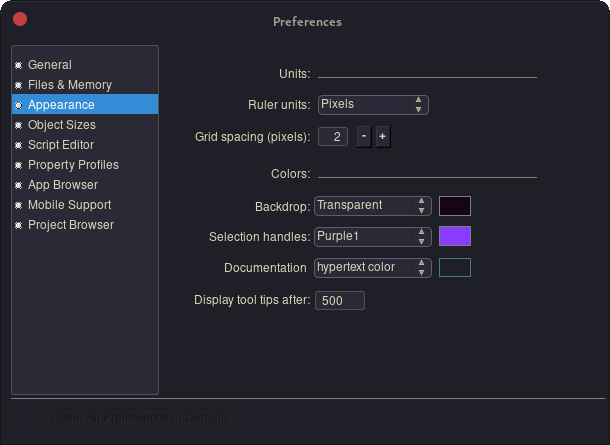 Preferences
General
Files & Memory
Appearance
Object Sizes
Script Editor
Property Profiles
App Browser
Mobile Support
Project Browser
Units:
Ruler units: Pixels
Grid spacing (pixels): 2 - +
Colors:
Backdrop: Transparent
Selection handles: Purple1
Documentation hypertext color
Display tool tips after: 500
Reset All Preferences to Defaults